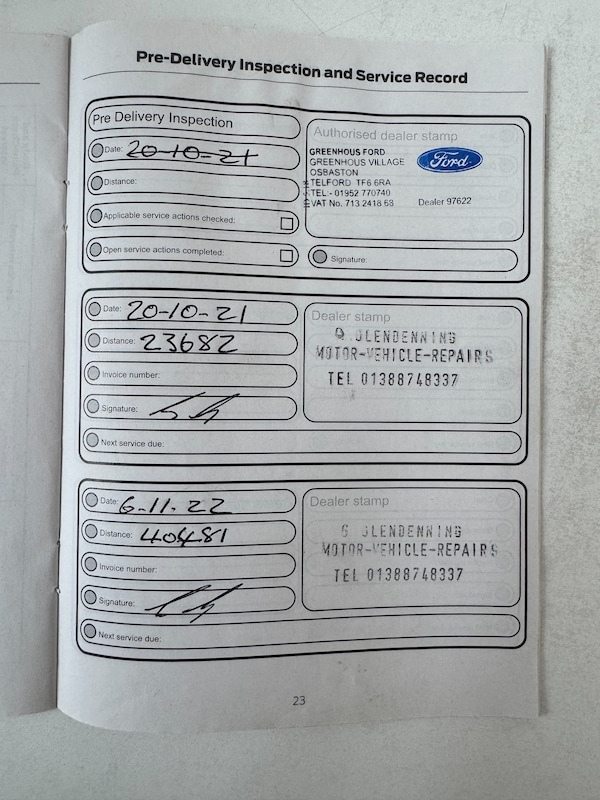 Pre-Delivery Inspection and Service Record
Pre Delivery Inspection
Date: 20-10-21
Distance:
Applicable service actions checked:
Open service actions completed:
Authorised dealer stamp
GREENHOUS FORD
GREENHOUS VILLAGE
OSBASTON
TELFORD TF6 6RA
TEL:- 01952 770740
VAT No. 713 2418 68 Dealer 97622
Ford
Signature:
Date: 20-10-21
Distance: 23682
Invoice number:
Signature:
Next service due:
Dealer stamp
GLENDENNING
MOTOR-VEHICLE-REPAIRS
TEL 01388748337
Date: 6-11-22
Distance: 40481
Invoice number:
Signature:
Next service due:
Dealer stamp
G GLENDENNING
MOTOR-VEHICLE-REPAIRS
TEL 01388748337
23